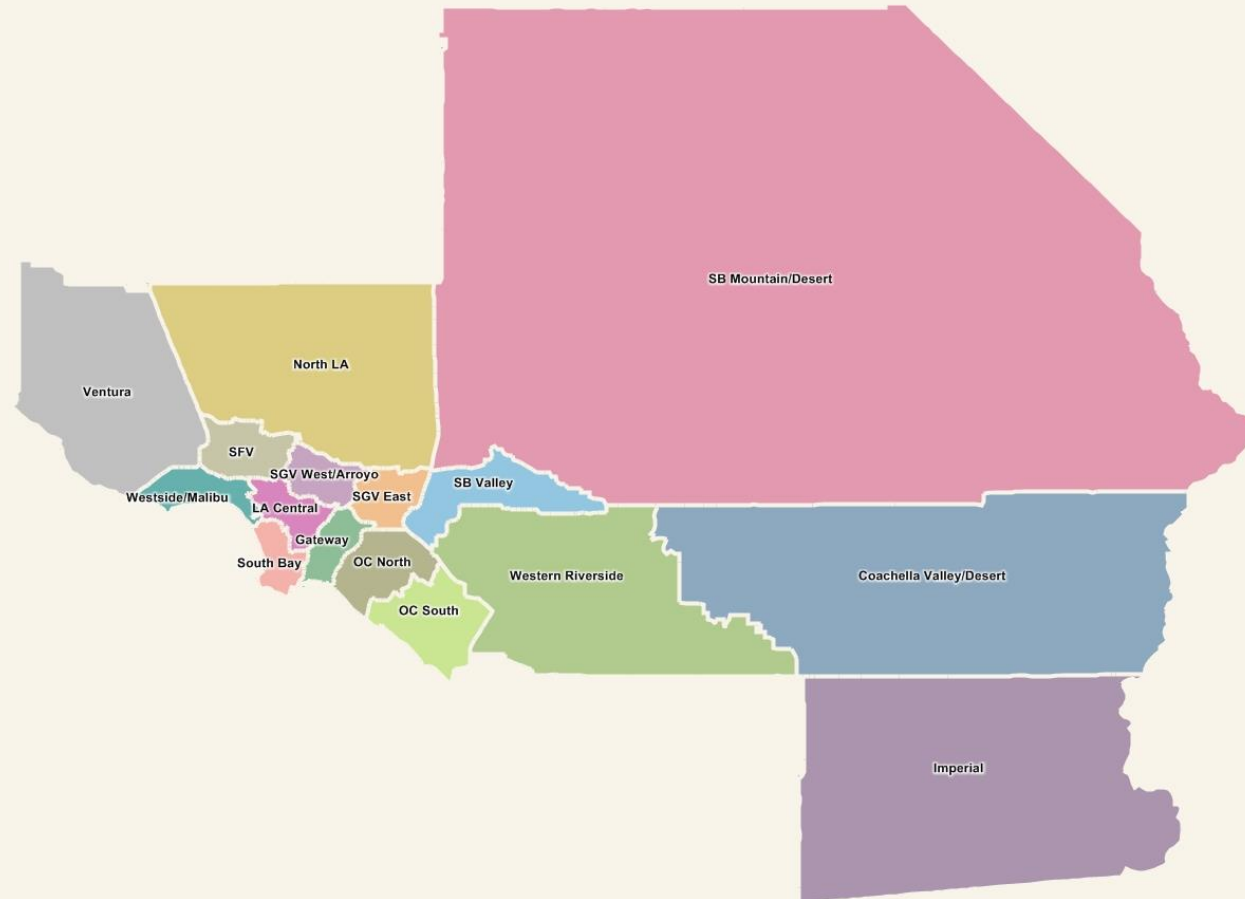 SB Mountain/Desert
North LA
Ventura
SFV
SGV West/Arroyo
SB Valley
SGV East
Westside/Malibu
LA Central
Gateway
South Bay
OC North
Western Riverside
Coachella Valley/Desert
OC South
Imperial